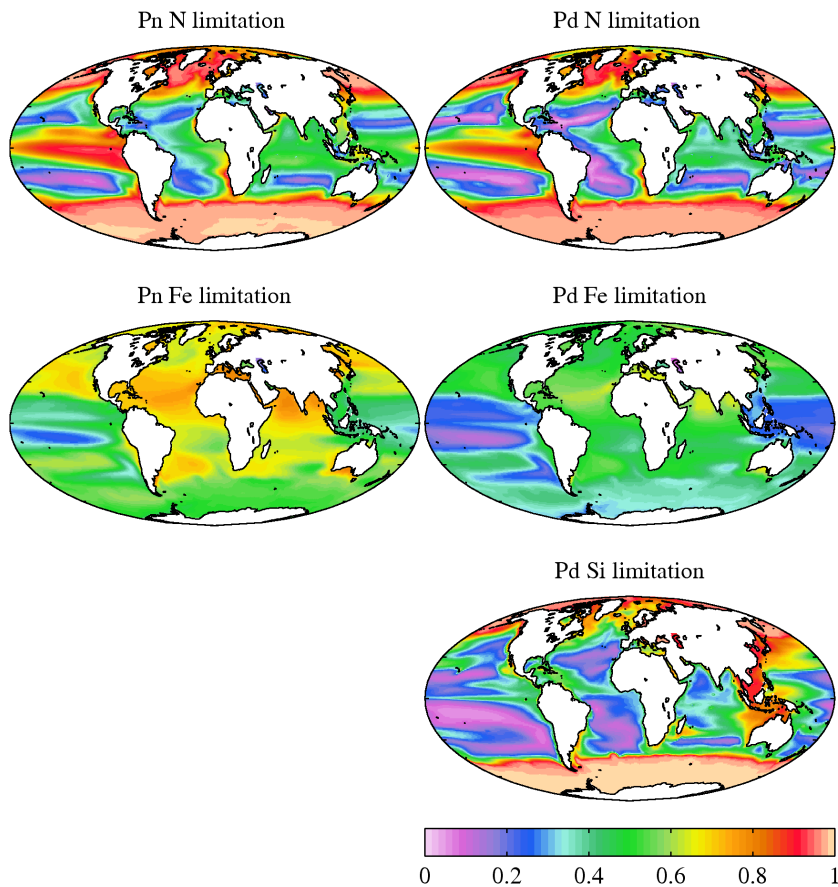 Pn N limitation
Pd N limitation
Pn Fe limitation
Pd Fe limitation
Pd Si limitation
0 0.2 0.4 0.6 0.8 1